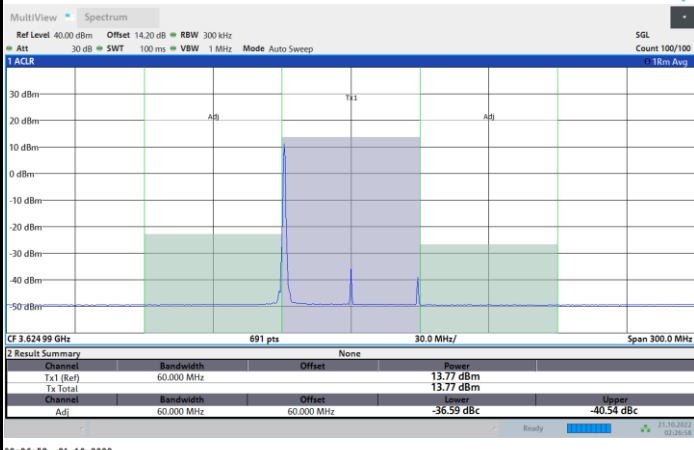 MultiView Spectrum
Ref Level 40.00 dBm Offset 14.20 dB RBW 300 kHz SGL
Att 30 dB SWT 100 ms VBW 1 MHz Mode Auto Sweep Count 100/100
1 ACLR 1Rm Avg
30 dBm
Tx1
20 dBm Adj Adj
10 dBm
0 dBm
-10 dBm
-20 dBm
-30 dBm
-40 dBm
-50 dBm
CF 3.624 99 GHz 691 pts 30.0 MHz/ Span 300.0 MHz
2 Result Summary None
Channel Bandwidth Offset Power
Tx1 (Ref) 60.000 MHz 13.77 dBm
Tx Total 13.77 dBm
Channel Bandwidth Offset Lower Upper
Adj 60.000 MHz 60.000 MHz -36.59 dBc -40.54 dBc
Ready 21.10.2022
02:26:58